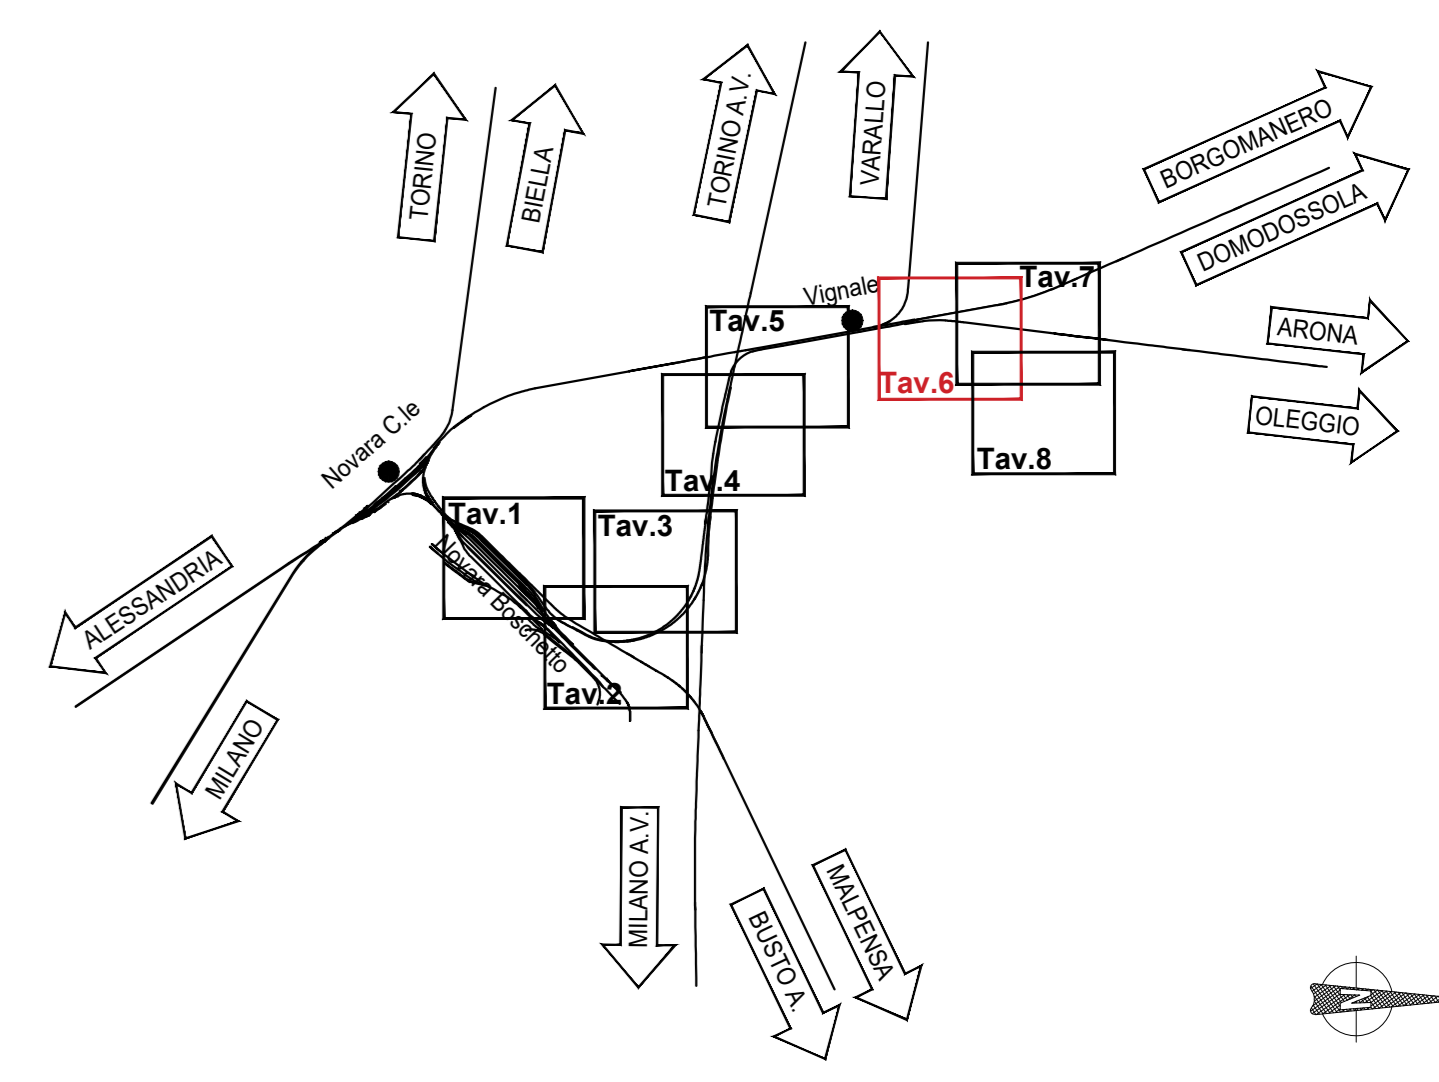 TORINO
BIELLA
TORINO A.V.
VARALLO
BORGOMANERO
DOMODOSSOLA
ARONA
OLEGGIO
Vignale
Tav.7
Tav.5
Tav.6
Tav.8
Tav.4
Novara C.le
Tav.1
Tav.3
Novara Boschetto
Tav.2
ALESSANDRIA
MILANO
MILANO A.V.
BUSTO A.
MALPENSA
N